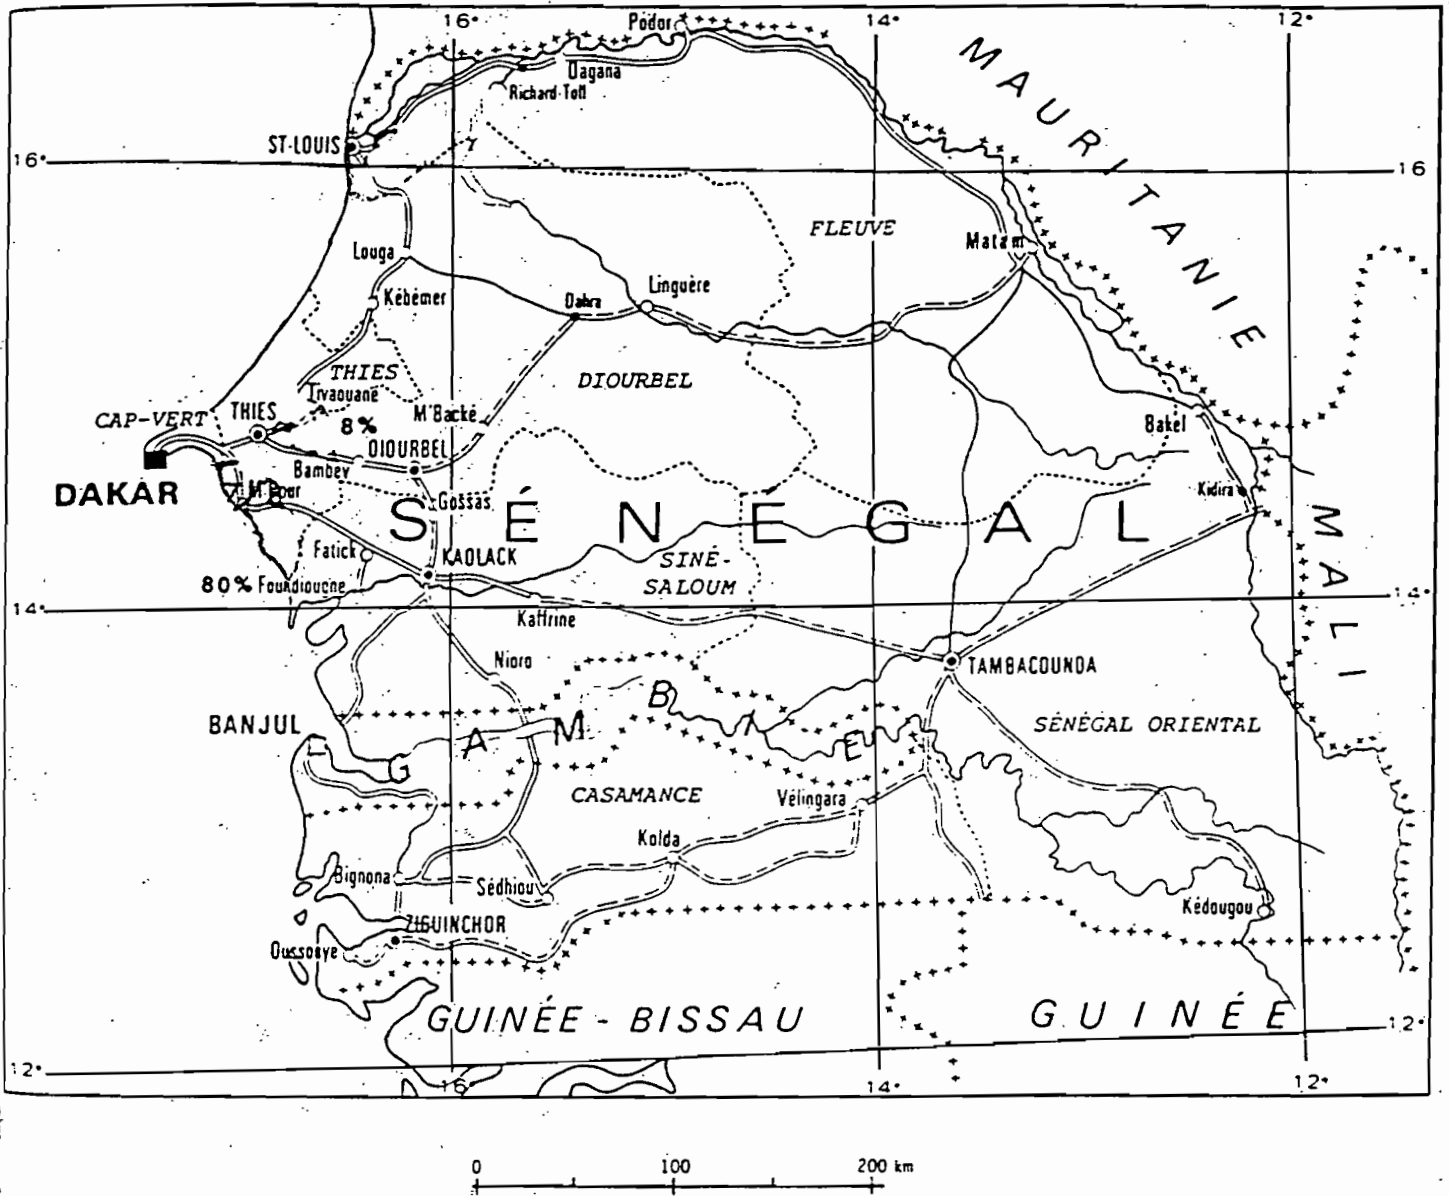 16°
14°
12°
Podor
MAURITANIE
Dagana
Richard-Toll
ST-LOUIS
16°
16
FLEUVE
Matam
Louga
Linguère
Kébémer
Dahra
THIES
DIOURBEL
Tivaouane
CAP-VERT
THIES
M'Backé
8%
Bakel
DIOURBEL
Bambey
Kidira
DAKAR
M'Bour
Gossas
SÉNÉGAL
MALI
Fatick
KAOLACK
SINÉ-
SALOUM
80%
Foundiougne
14°
14°
Kaffrine
Nioro
TAMBACOUNDA
BANJUL
GAMBIE
SÉNÉGAL ORIENTAL
CASAMANCE
Vélingara
Kolda
Bignona
Sédhiou
Kédougou
ZIGUINCHOR
Oussouye
GUINÉE-BISSAU
GUINÉE
12°
12°
16°
14°
12°
0
100
200 km